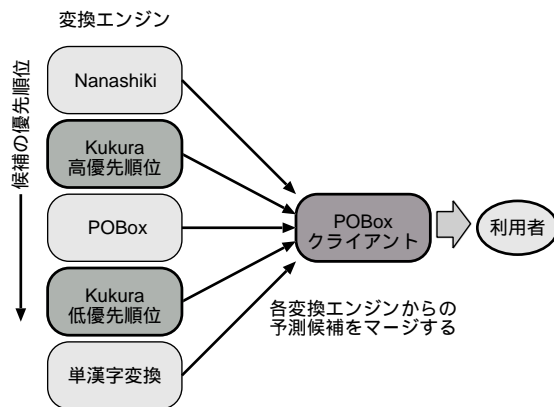 変換エンジン
候補の優先順位
Nanashiki
Kukura
高優先順位
POBox
Kukura
低優先順位
単漢字変換
POBox
クライアント
利用者
各変換エンジンからの
予測候補をマージする